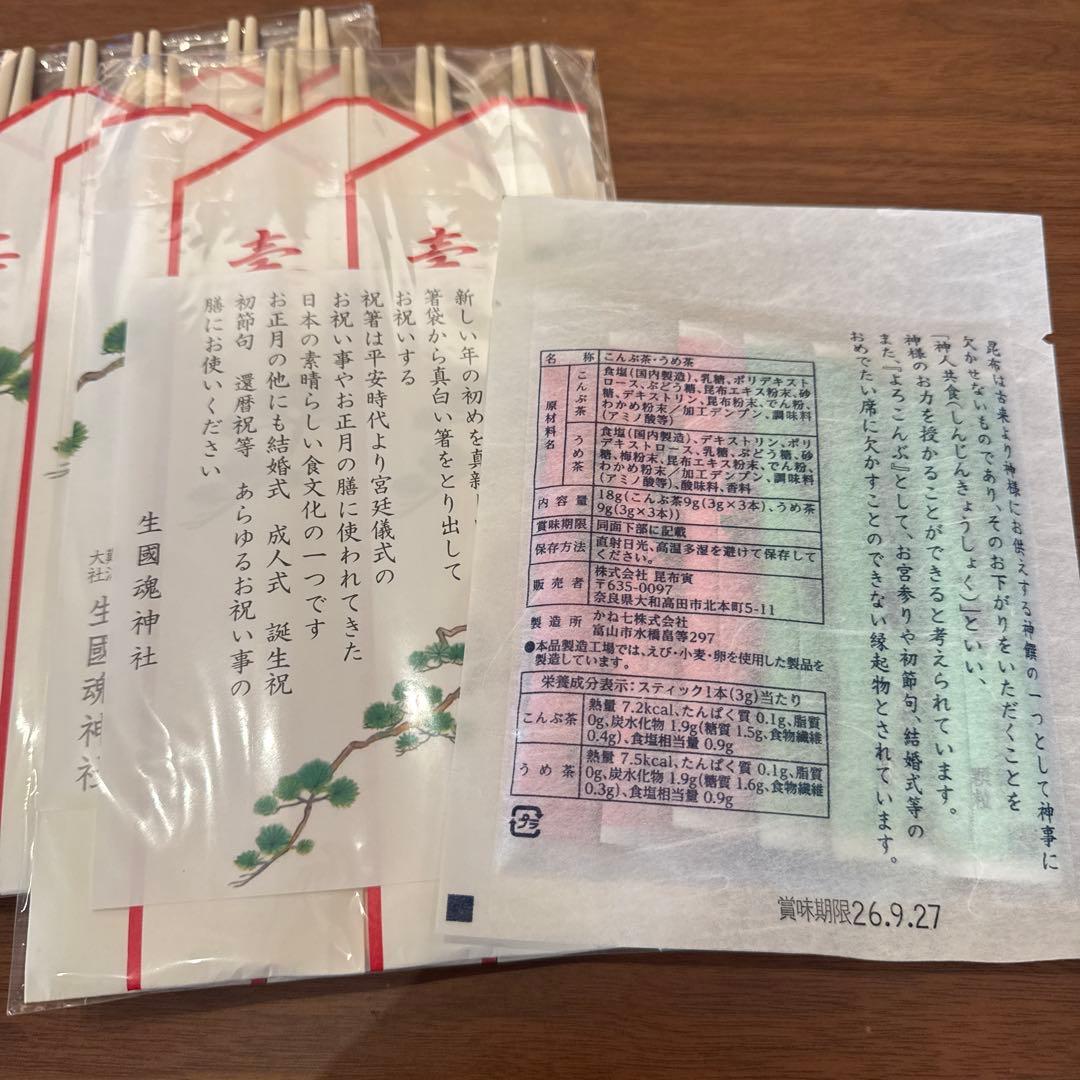 壽
壽
新しい年の初めを真新し
箸袋から真白い箸をとり出して
お祝いする
祝箸は平安時代より宮廷儀式の
お祝い事やお正月の膳に使われてきた
日本の素晴らしい食文化の一つです
お正月の他にも結婚式 成人式 誕生祝
初節句 還暦祝等 あらゆるお祝い事の
膳にお使いください
生國魂神社
大社 生國魂神社
昆布は古来より神様にお供えする神饌の一つとして神事に
欠かせないものであり、そのお下がりをいただくことを
「神人共食(しんじんきょうしょく)」といい、
神様のお力を授かることができると考えられています。
また、『よろこんぶ』として、お宮参りや初節句、結婚式等の
おめでたい席に欠かすことのできない縁起物とされています。
名 称 こんぶ茶・うめ茶
原材料名
こんぶ茶
食塩(国内製造)、乳糖、ポリデキスト
ロース、ぶどう糖、昆布エキス粉末、砂
糖、デキストリン、昆布粉末、でん粉、
わかめ粉末/加工デンプン、調味料
(アミノ酸等)
うめ茶
食塩(国内製造)、デキストリン、ポリ
デキストロース、乳糖、ぶどう糖、砂
糖、梅粉末、昆布エキス粉末、でん粉、
わかめ粉末/加工デンプン、調味料
(アミノ酸等)、酸味料、香料
内容量 18g(こんぶ茶9g(3g×3本)、うめ茶
9g(3g×3本))
賞味期限 同面下部に記載
保存方法 直射日光、高温多湿を避けて保存して
ください。
販売者 株式会社 昆布寅
〒635-0097
奈良県大和高田市北本町5-11
製造所 かね七株式会社
富山市水橋畠等297
●本品製造工場では、えび・小麦・卵を使用した製品を
製造しています。
栄養成分表示:スティック1本(3g)当たり
こんぶ茶 熱量 7.2kcal、たんぱく質 0.1g、脂質
0g、炭水化物 1.9g(糖質 1.5g、食物繊維
0.4g)、食塩相当量 0.9g
うめ茶 熱量 7.5kcal、たんぱく質 0.1g、脂質
0g、炭水化物 1.9g(糖質 1.6g、食物繊維
0.3g)、食塩相当量 0.9g
プラ
顆粒
賞味期限26.9.27